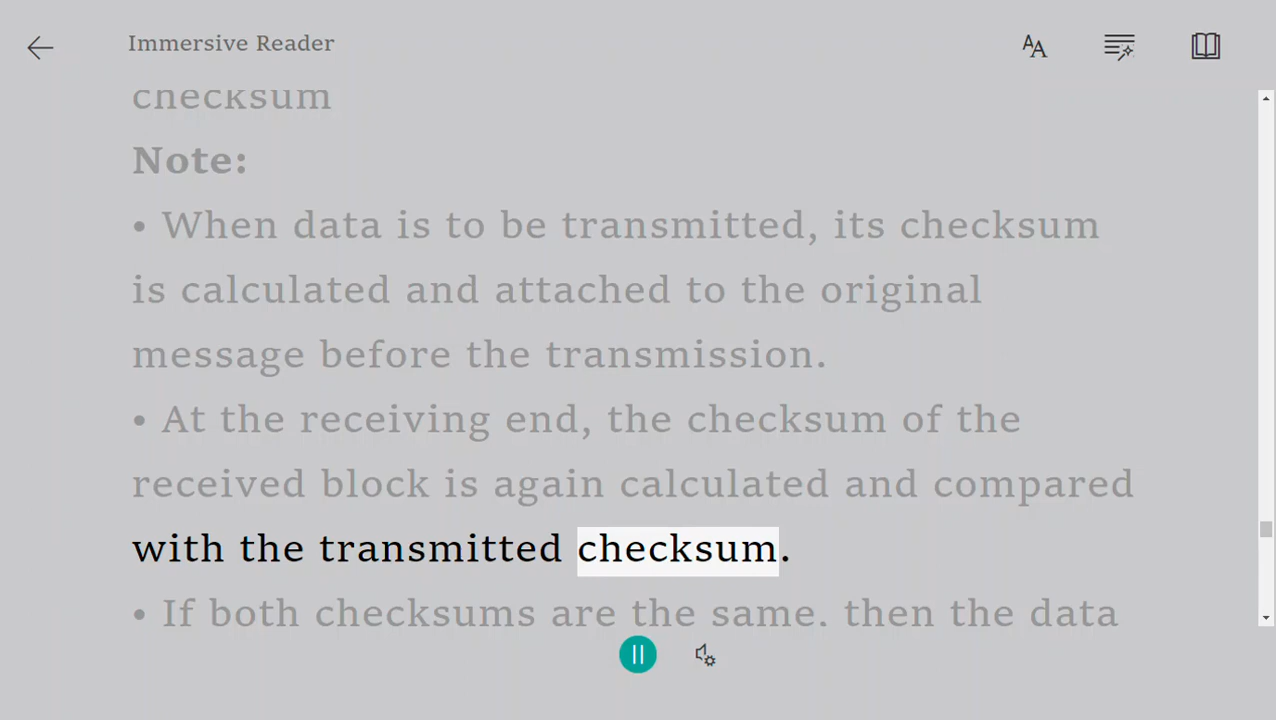 Immersive Reader
checksum
Note:
• When data is to be transmitted, its checksum
is calculated and attached to the original
message before the transmission.
• At the receiving end, the checksum of the
received block is again calculated and compared
with the transmitted checksum.
• If both checksums are the same, then the data